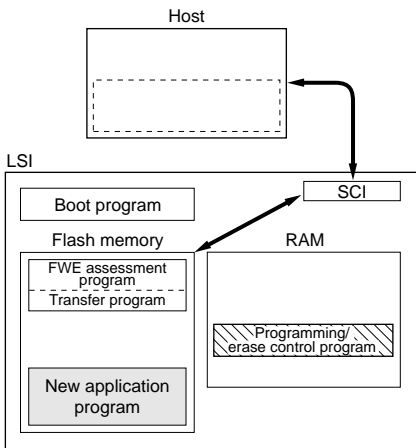 Host
LSI
SCI
Boot program
Flash memory
RAM
FWE assessment
program
Transfer program
Programming/
erase control program
New application
program